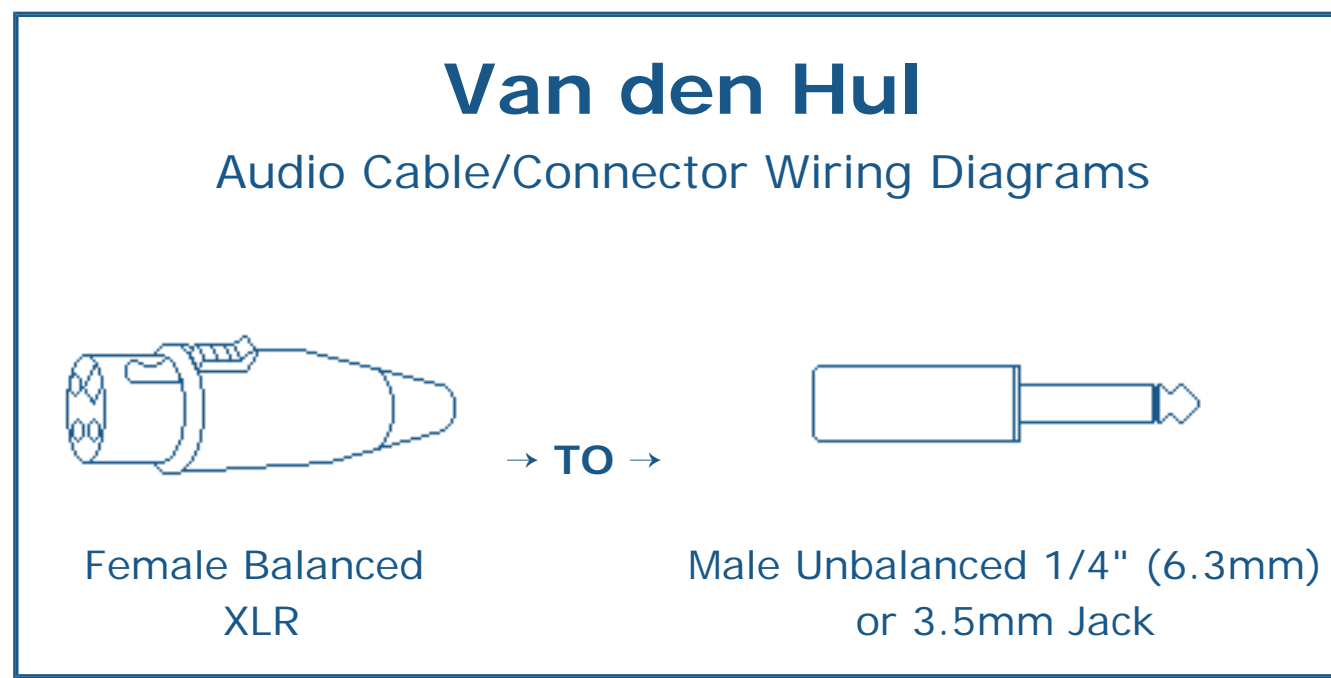 Van den Hul
Audio Cable/Connector Wiring Diagrams
→ TO →
Female Balanced
XLR
Male Unbalanced 1/4" (6.3mm)
or 3.5mm Jack